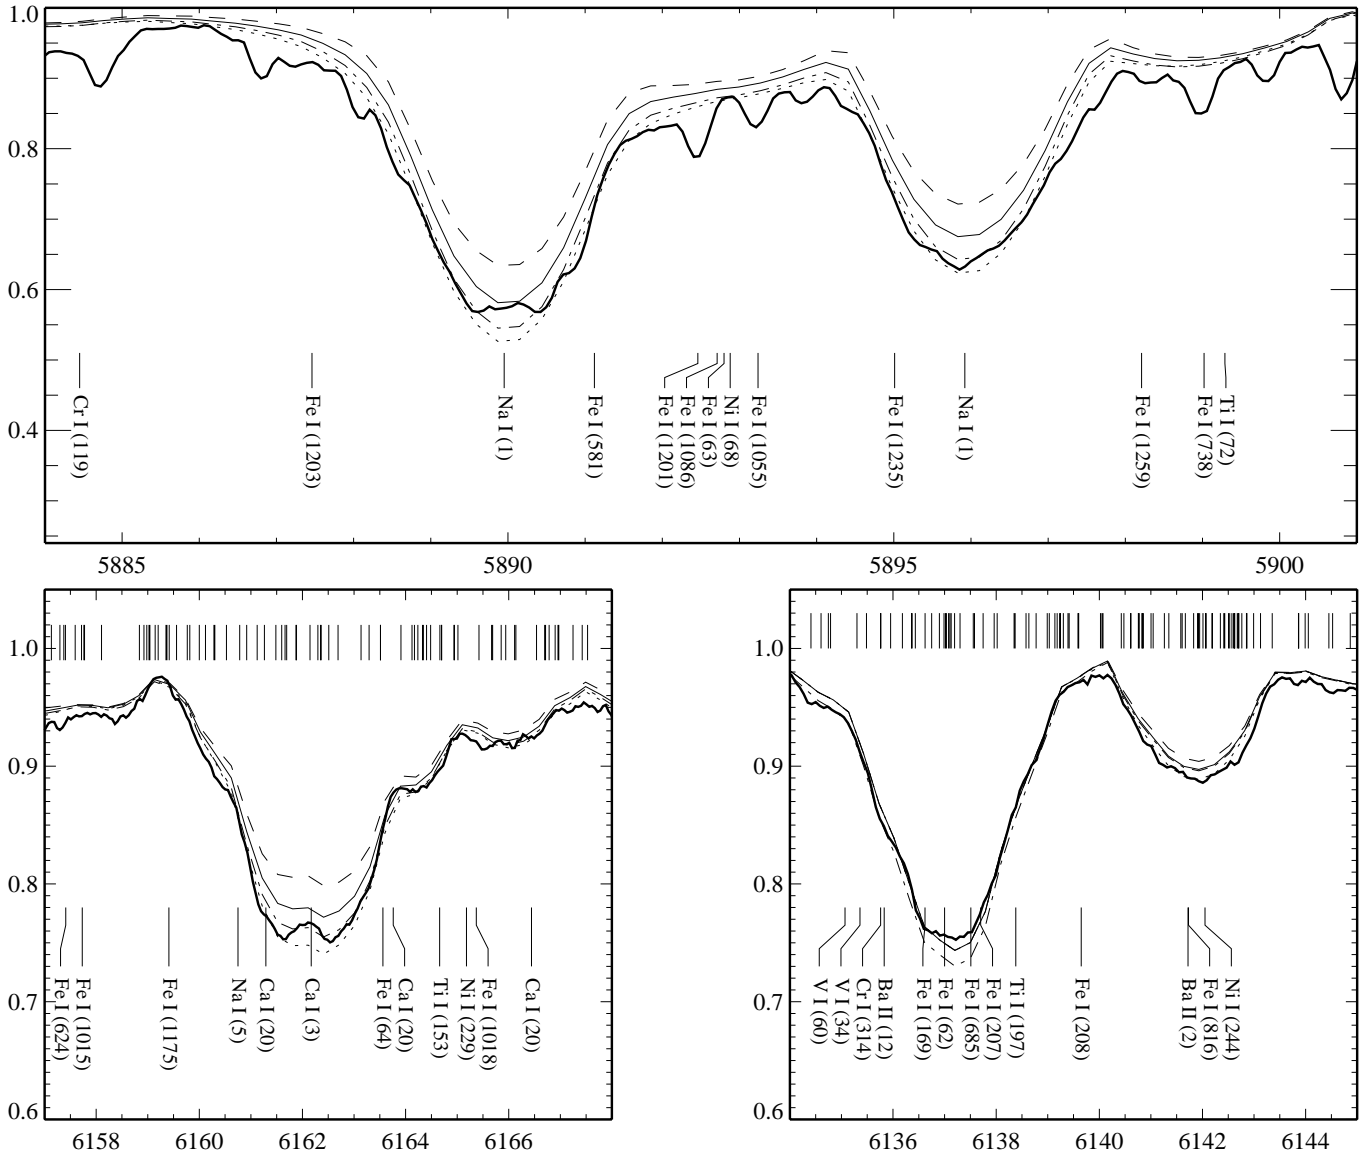 1.0
0.8
0.6
0.4
Cr I (119)
Fe I (1203)
Na I (1)
Fe I (581)
Fe I (1201)
Fe I (1086)
Fe I (63)
Ni I (68)
Fe I (1055)
Fe I (1235)
Na I (1)
Fe I (1259)
Fe I (738)
Ti I (72)
5885
5890
5895
5900
1.0
0.9
0.8
0.7
0.6
Fe I (624)
Fe I (1015)
Fe I (1175)
Na I (5)
Ca I (20)
Ca I (3)
Fe I (64)
Ca I (20)
Ti I (153)
Ni I (229)
Fe I (1018)
Ca I (20)
6158
6160
6162
6164
6166
1.0
0.9
0.8
0.7
0.6
V I (60)
V I (34)
Cr I (314)
Ba II (12)
Fe I (169)
Fe I (62)
Fe I (685)
Fe I (207)
Ti I (197)
Fe I (208)
Ba II (2)
Fe I (816)
Ni I (244)
6136
6138
6140
6142
6144